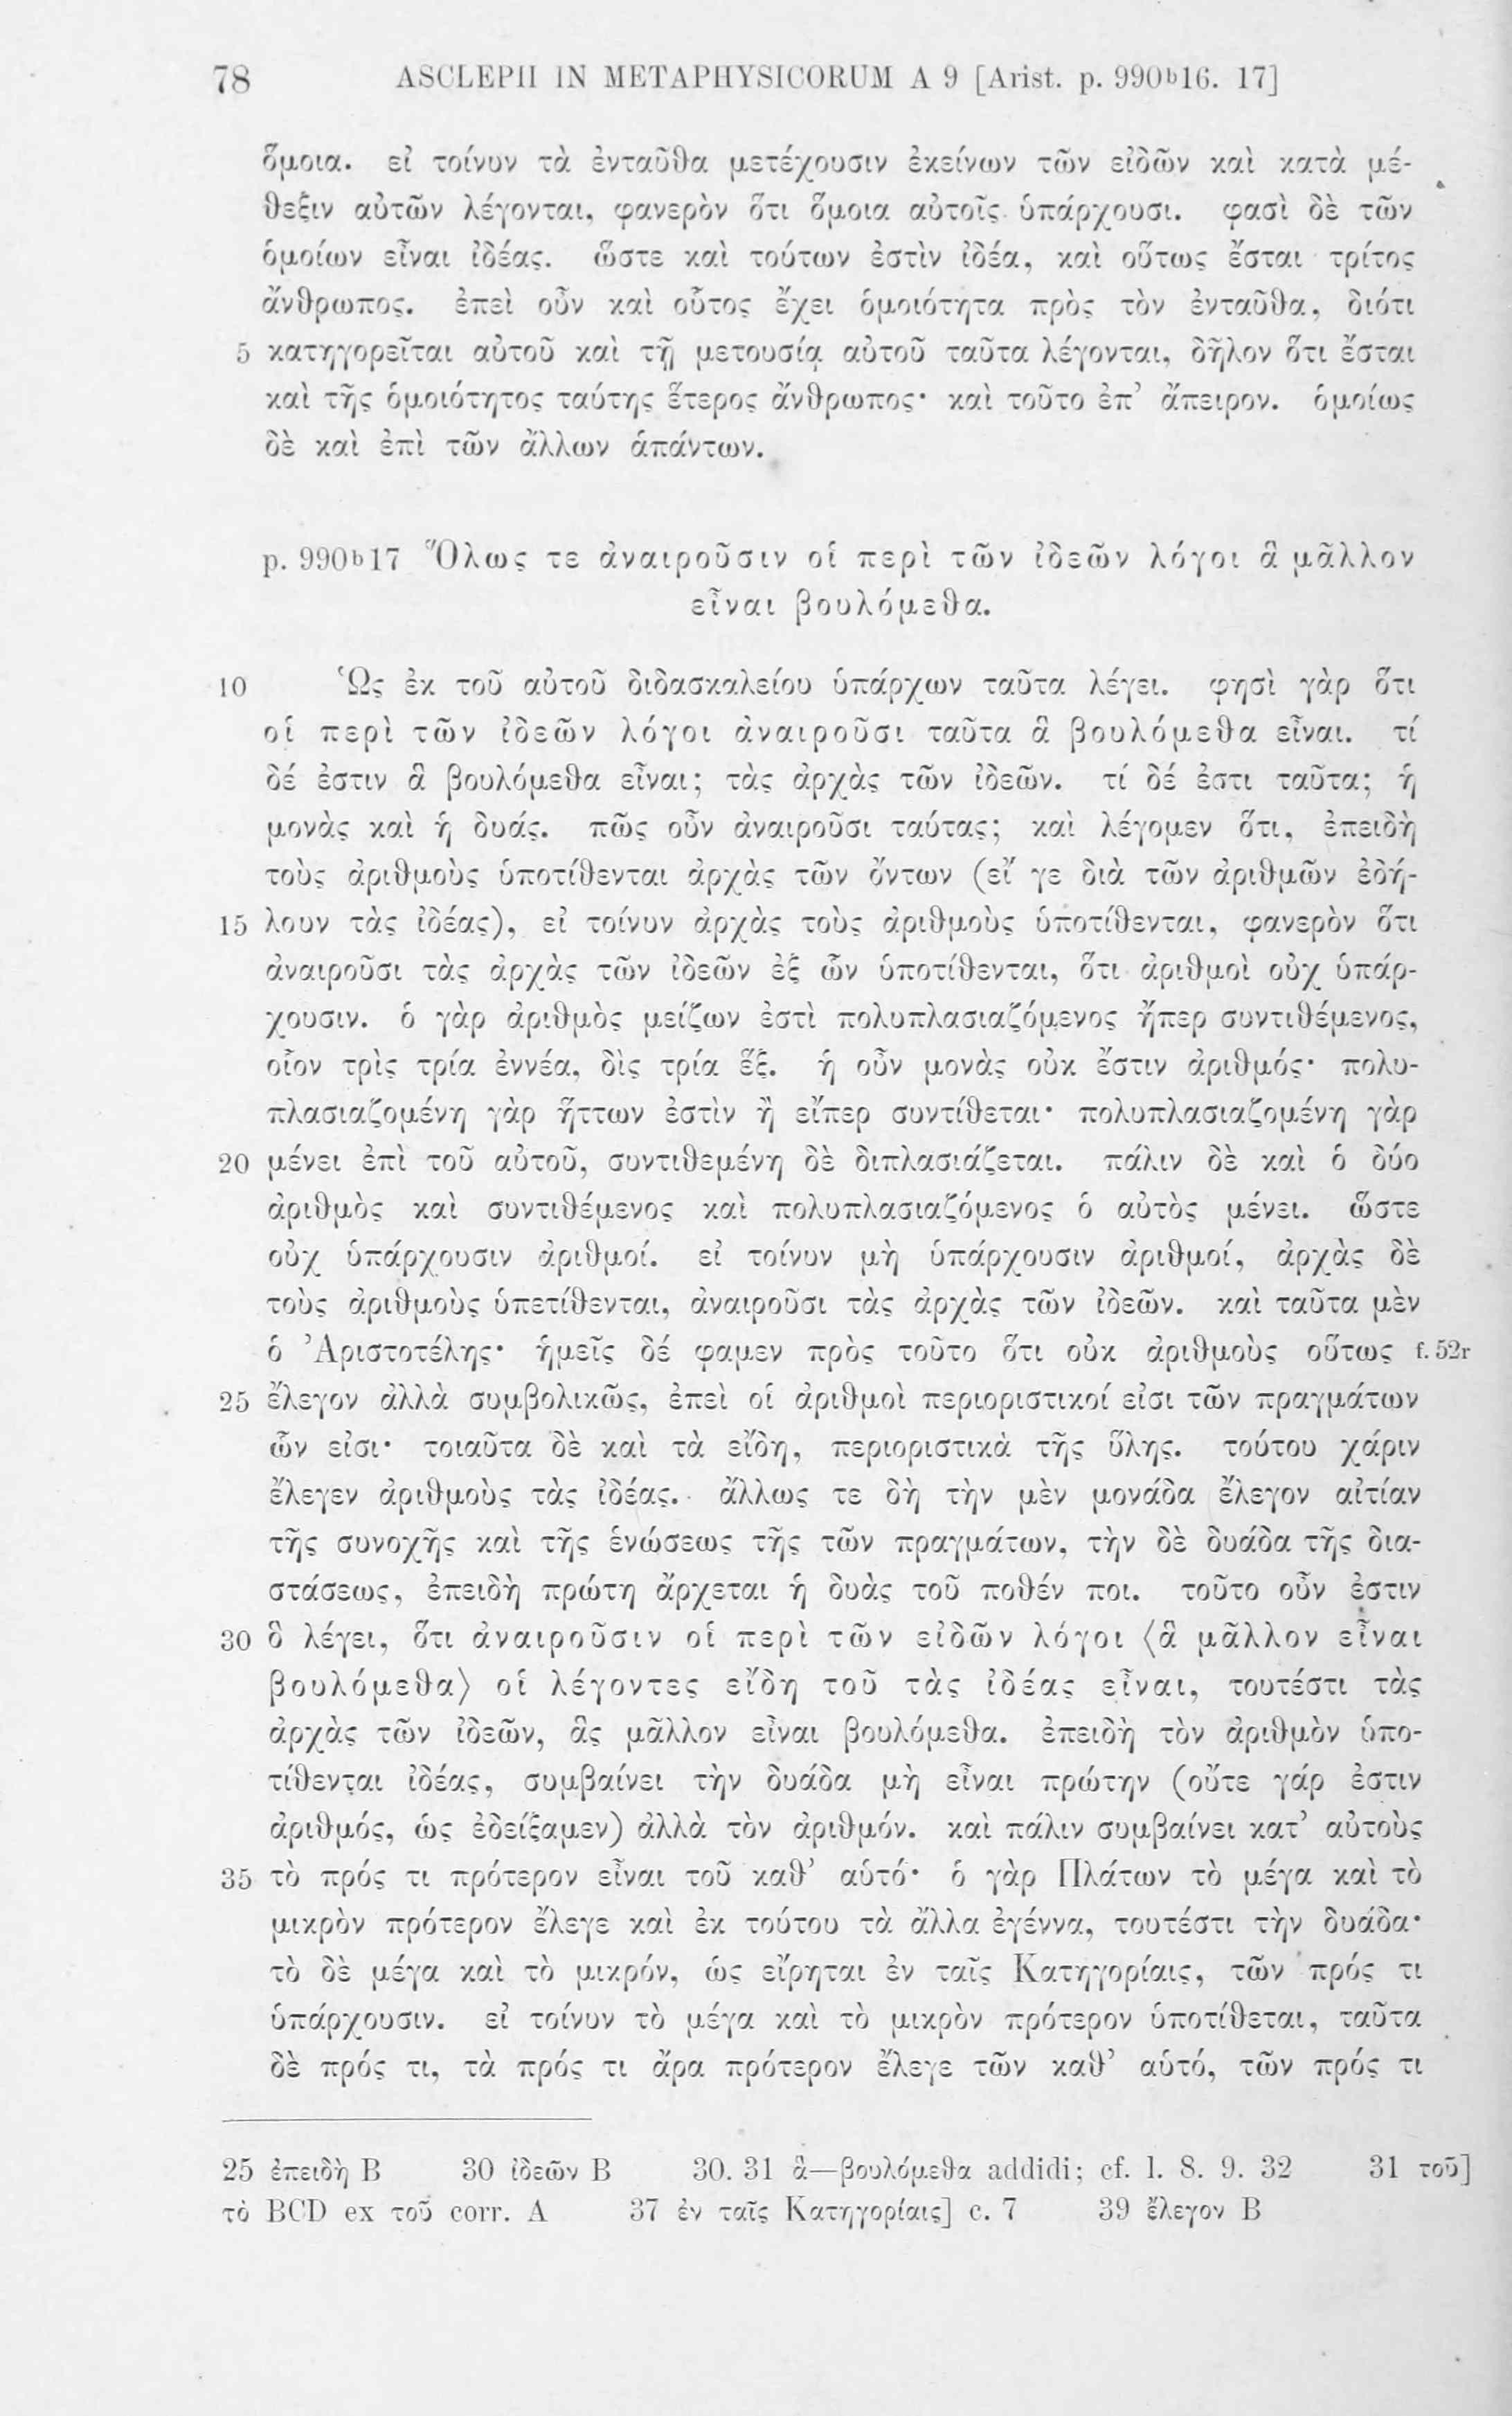 78 ASCLEPII IN METAPHYSICORUM A 9 [Arist. p. 990b16. 17]
ὅμοια. εἰ τοίνυν τὰ ἐνταῦθα μετέχουσιν ἐκείνων τῶν εἰδῶν καὶ κατὰ μέ-
θεξιν αὐτῶν λέγονται, φανερὸν ὅτι ὅμοια αὐτοῖς ὑπάρχουσι. φασὶ δὲ τῶν
ὁμοίων εἶναι ἰδέας. ὥστε καὶ τούτων ἐστὶν ἰδέα, καὶ οὕτως ἔσται τρίτος
ἄνθρωπος. ἐπεὶ οὖν καὶ οὗτος ἔχει ὁμοιότητα πρὸς τὸν ἐνταῦθα, διότι
5 κατηγορεῖται αὐτοῦ καὶ τῇ μετουσίᾳ αὐτοῦ ταῦτα λέγονται, δῆλον ὅτι ἔσται
καὶ τῆς ὁμοιότητος ταύτης ἕτερος ἄνθρωπος· καὶ τοῦτο ἐπ’ ἄπειρον. ὁμοίως
δὲ καὶ ἐπὶ τῶν ἄλλων ἁπάντων.
p. 990b17 Ὅλως τε ἀναιροῦσιν οἱ περὶ τῶν ἰδεῶν λόγοι ἃ μᾶλλον
εἶναι βουλόμεθα.
10 Ὡς ἐκ τοῦ αὐτοῦ διδασκαλείου ὑπάρχων ταῦτα λέγει. φησὶ γὰρ ὅτι
οἱ περὶ τῶν ἰδεῶν λόγοι ἀναιροῦσι ταῦτα ἃ βουλόμεθα εἶναι. τί
δέ ἐστιν ἃ βουλόμεθα εἶναι; τὰς ἀρχὰς τῶν ἰδεῶν. τί δέ ἐστι ταῦτα; ἡ
μονὰς καὶ ἡ δυάς. πῶς οὖν ἀναιροῦσι ταύτας; καὶ λέγομεν ὅτι, ἐπειδὴ
τοὺς ἀριθμοὺς ὑποτίθενται ἀρχὰς τῶν ὄντων (εἴ γε διὰ τῶν ἀριθμῶν ἐδή-
15 λουν τὰς ἰδέας), εἰ τοίνυν ἀρχὰς τοὺς ἀριθμοὺς ὑποτίθενται, φανερὸν ὅτι
ἀναιροῦσι τὰς ἀρχὰς τῶν ἰδεῶν ἐξ ὧν ὑποτίθενται, ὅτι ἀριθμοὶ οὐχ ὑπάρ-
χουσιν. ὁ γὰρ ἀριθμὸς μείζων ἐστὶ πολυπλασιαζόμενος ἤπερ συντιθέμενος,
οἷον τρὶς τρία ἐννέα, δὶς τρία ἕξ. ἡ οὖν μονὰς οὐκ ἔστιν ἀριθμός· πολυ-
πλασιαζομένη γὰρ ἥττων ἐστὶν ἢ εἴπερ συντίθεται· πολυπλασιαζομένη γὰρ
20 μένει ἐπὶ τοῦ αὐτοῦ, συντιθεμένη δὲ διπλασιάζεται. πάλιν δὲ καὶ ὁ δύο
ἀριθμὸς καὶ συντιθέμενος καὶ πολυπλασιαζόμενος ὁ αὐτὸς μένει. ὥστε
οὐχ ὑπάρχουσιν ἀριθμοί. εἰ τοίνυν μὴ ὑπάρχουσιν ἀριθμοί, ἀρχὰς δὲ
τοὺς ἀριθμοὺς ὑπετίθενται, ἀναιροῦσι τὰς ἀρχὰς τῶν ἰδεῶν. καὶ ταῦτα μὲν
ὁ Ἀριστοτέλης· ἡμεῖς δέ φαμεν πρὸς τοῦτο ὅτι οὐκ ἀριθμοὺς οὕτως f. 52r
25 ἔλεγον ἀλλὰ συμβολικῶς, ἐπεὶ οἱ ἀριθμοὶ περιοριστικοί εἰσι τῶν πραγμάτων
ὧν εἰσι· τοιαῦτα δὲ καὶ τὰ εἴδη, περιοριστικὰ τῆς ὕλης. τούτου χάριν
ἔλεγεν ἀριθμοὺς τὰς ἰδέας. ἄλλως τε δὴ τὴν μὲν μονάδα ἔλεγον αἰτίαν
τῆς συνοχῆς καὶ τῆς ἑνώσεως τῆς τῶν πραγμάτων, τὴν δὲ δυάδα τῆς δια-
στάσεως, ἐπειδὴ πρώτη ἄρχεται ἡ δυὰς τοῦ ποθέν ποι. τοῦτο οὖν ἐστιν
30 ὃ λέγει, ὅτι ἀναιροῦσιν οἱ περὶ τῶν εἰδῶν λόγοι ⟨ἃ μᾶλλον εἶναι
βουλόμεθα⟩ οἱ λέγοντες εἴδη τοῦ τὰς ἰδέας εἶναι, τουτέστι τὰς
ἀρχὰς τῶν ἰδεῶν, ἃς μᾶλλον εἶναι βουλόμεθα. ἐπειδὴ τὸν ἀριθμὸν ὑπο-
τίθενται ἰδέας, συμβαίνει τὴν δυάδα μὴ εἶναι πρώτην (οὔτε γάρ ἐστιν
ἀριθμός, ὡς ἐδείξαμεν) ἀλλὰ τὸν ἀριθμόν. καὶ πάλιν συμβαίνει κατ’ αὐτοὺς
35 τὸ πρός τι πρότερον εἶναι τοῦ καθ’ αὑτό· ὁ γὰρ Πλάτων τὸ μέγα καὶ τὸ
μικρὸν πρότερον ἔλεγε καὶ ἐκ τούτου τὰ ἄλλα ἐγέννα, τουτέστι τὴν δυάδα·
τὸ δὲ μέγα καὶ τὸ μικρόν, ὡς εἴρηται ἐν ταῖς Κατηγορίαις, τῶν πρός τι
ὑπάρχουσιν. εἰ τοίνυν τὸ μέγα καὶ τὸ μικρὸν πρότερον ὑποτίθεται, ταῦτα
δὲ πρός τι, τὰ πρός τι ἄρα πρότερον ἔλεγε τῶν καθ’ αὑτό, τῶν πρός τι
25 ἐπειδὴ B 30 ἰδεῶν B 30. 31 ἃ—βουλόμεθα addidi; cf. l. 8. 9. 32 31 τοῦ]
τὸ BCD ex τοῦ corr. A 37 ἐν ταῖς Κατηγορίαις] c. 7 39 ἔλεγον B